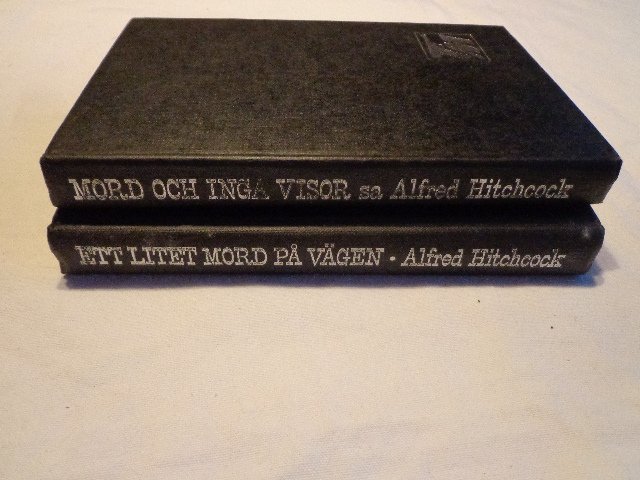 MORD OCH INGA VISOR sa Alfred Hitchcock
ETT LITET MORD PÅ VÄGEN • Alfred Hitchcock